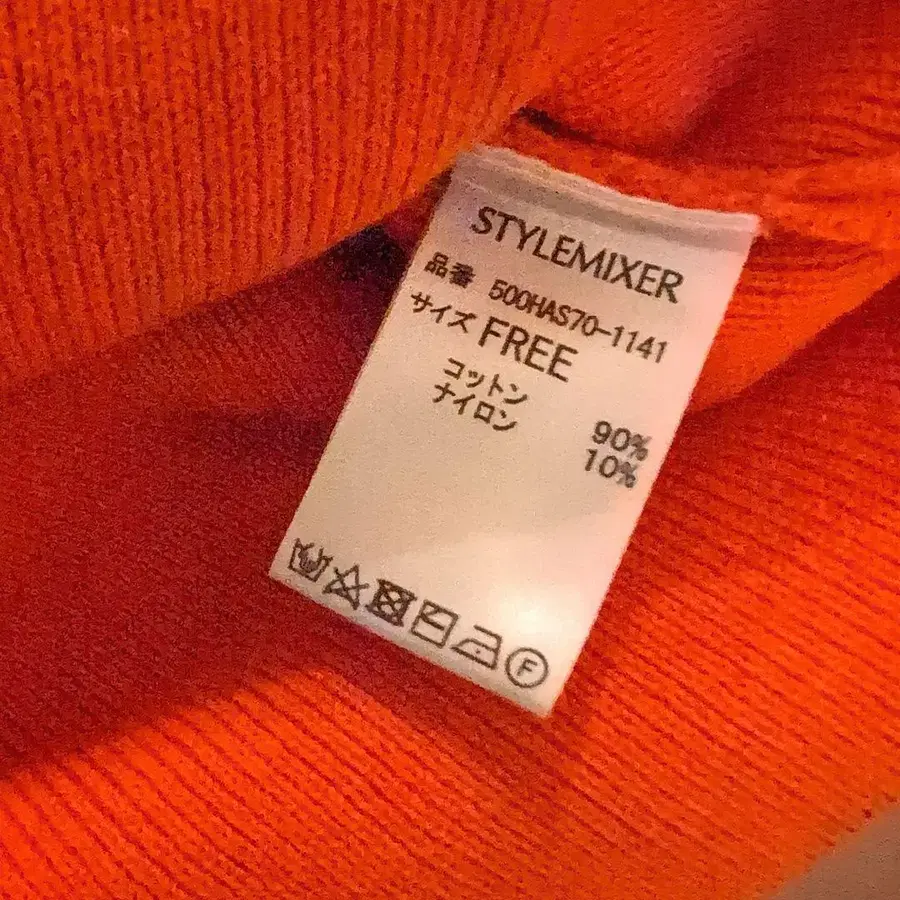 STYLEMIXER
品番 500HAS70-1141
サイズ FREE
コットン 90%
ナイロン 10%
F